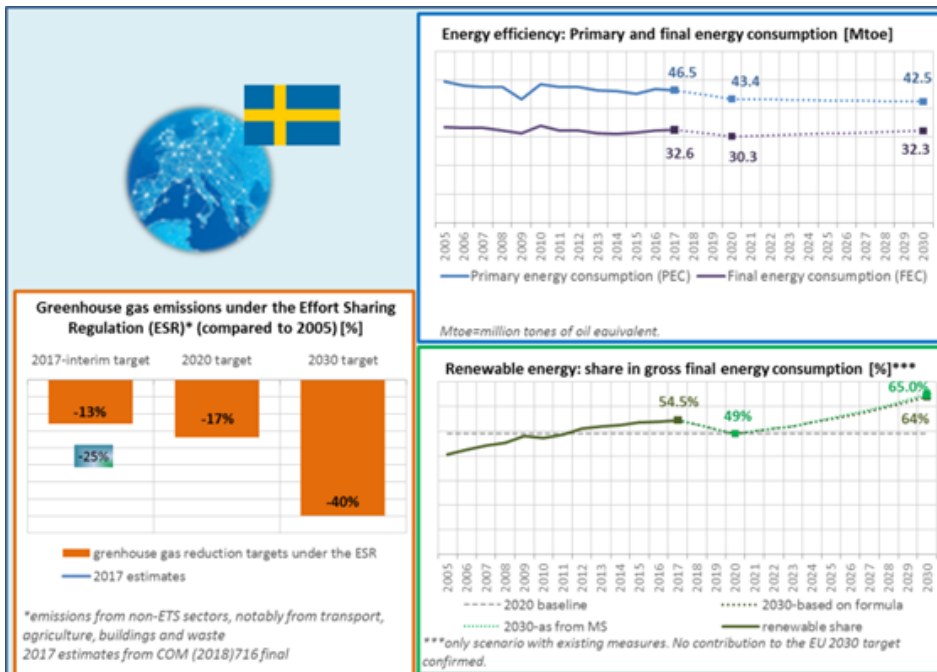 Energy efficiency: Primary and final energy consumption [Mtoe]
46.5
43.4
42.5
32.6
30.3
32.3
2005
2006
2007
2008
2009
2010
2011
2012
2013
2014
2015
2016
2017
2018
2019
2020
2029
2030
Primary energy consumption (PEC)
Final energy consumption (FEC)
Mtoe=million tones of oil equivalent.
Greenhouse gas emissions under the Effort Sharing
Regulation (ESR)* (compared to 2005) [%]
2017-interim target
2020 target
2030 target
-13%
-17%
-25%
-40%
grenhouse gas reduction targets under the ESR
2017 estimates
*emissions from non-ETS sectors, notably from transport,
agriculture, buildings and waste
2017 estimates from COM (2018)716 final
Renewable energy: share in gross final energy consumption [%]***
65.0%
54.5%
49%
64%
2005
2006
2007
2008
2009
2010
2011
2012
2013
2014
2015
2016
2017
2018
2019
2020
2021
2022
2023
2024
2025
2026
2027
2028
2029
2030
2020 baseline
2030-based on formula
2030-as from MS
renewable share
***only scenario with existing measures. No contribution to the EU 2030 target
confirmed.